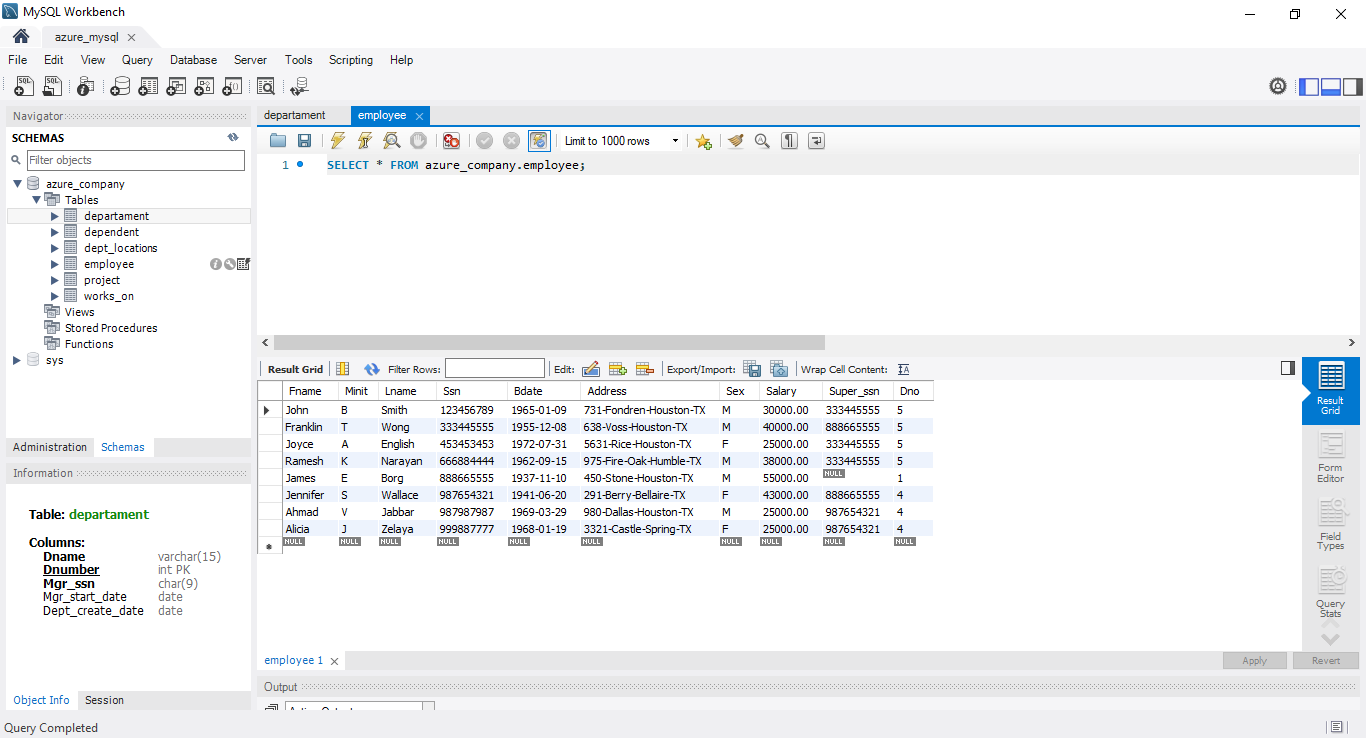 MySQL Workbench
azure_mysql
File Edit View Query Database Server Tools Scripting Help
Navigator
SCHEMAS
Filter objects
azure_company
Tables
departament
dependent
dept_locations
employee
project
works_on
Views
Stored Procedures
Functions
sys
Administration Schemas
Information
Table: departament
Columns:
Dname varchar(15)
Dnumber int PK
Mgr_ssn char(9)
Mgr_start_date date
Dept_create_date date
Object Info Session
departament employee
Limit to 1000 rows
1 SELECT * FROM azure_company.employee;
Result Grid Filter Rows: Edit: Export/Import: Wrap Cell Content:
Fname Minit Lname Ssn Bdate Address Sex Salary Super_ssn Dno
John B Smith 123456789 1965-01-09 731-Fondren-Houston-TX M 30000.00 333445555 5
Franklin T Wong 333445555 1955-12-08 638-Voss-Houston-TX M 40000.00 888665555 5
Joyce A English 453453453 1972-07-31 5631-Rice-Houston-TX F 25000.00 333445555 5
Ramesh K Narayan 666884444 1962-09-15 975-Fire-Oak-Humble-TX M 38000.00 333445555 5
James E Borg 888665555 1937-11-10 450-Stone-Houston-TX M 55000.00 NULL 1
Jennifer S Wallace 987654321 1941-06-20 291-Berry-Bellaire-TX F 43000.00 888665555 4
Ahmad V Jabbar 987987987 1969-03-29 980-Dallas-Houston-TX M 25000.00 987654321 4
Alicia J Zelaya 999887777 1968-01-19 3321-Castle-Spring-TX F 25000.00 987654321 4
NULL NULL NULL NULL NULL NULL NULL NULL NULL NULL
Result
Grid
Form
Editor
Field
Types
Query
Stats
employee 1
Apply Revert
Output
Query Completed